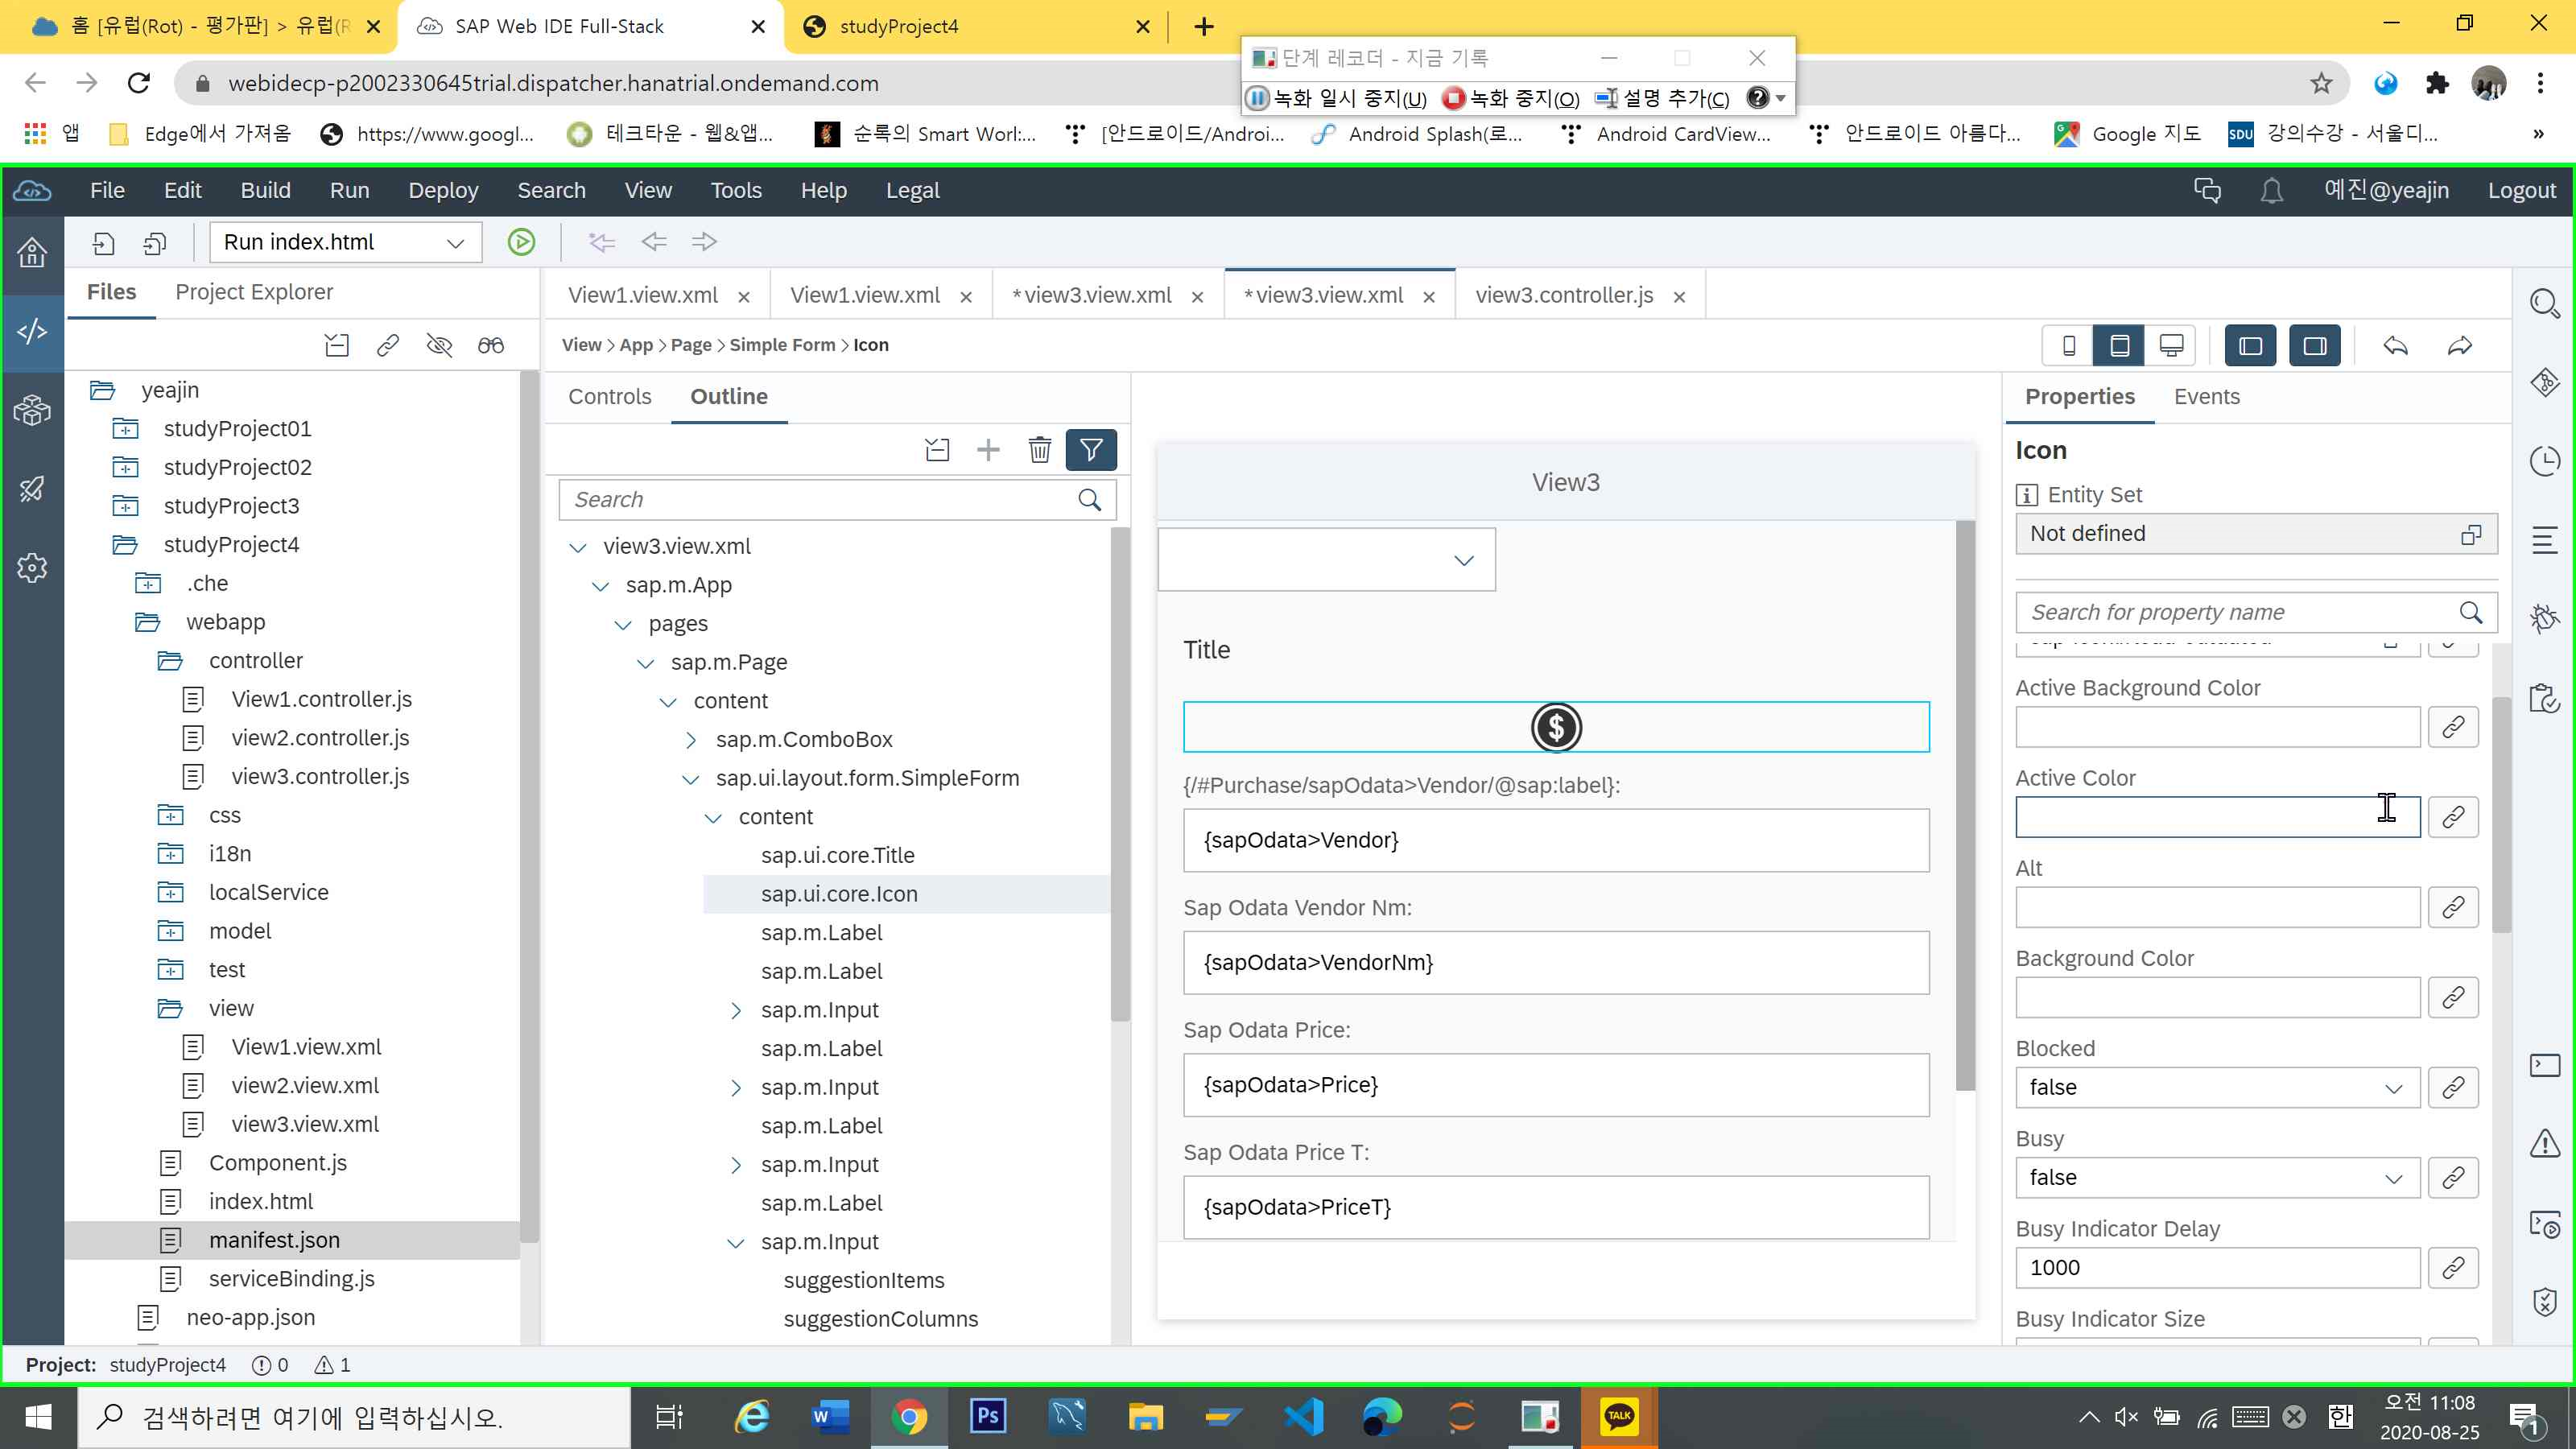 홈 [유럽(Rot) - 평가판] > 유럽(R
SAP Web IDE Full-Stack
studyProject4
단계 레코더 - 지금 기록
녹화 일시 중지(U)
녹화 중지(O)
설명 추가(C)
webidecp-p2002330645trial.dispatcher.hanatrial.ondemand.com
앱
Edge에서 가져옴
https://www.googl...
테크타운 - 웹&앱...
순록의 Smart Worl:...
[안드로이드/Androi...
Android Splash(로...
Android CardView...
안드로이드 아름다...
Google 지도
SDU
강의수강 - 서울디...
»
File
Edit
Build
Run
Deploy
Search
View
Tools
Help
Legal
예진@yeajin
Logout
Run index.html
Files
Project Explorer
View1.view.xml
View1.view.xml
*view3.view.xml
*view3.view.xml
view3.controller.js
View > App > Page > Simple Form > Icon
yeajin
studyProject01
studyProject02
studyProject3
studyProject4
.che
webapp
controller
View1.controller.js
view2.controller.js
view3.controller.js
css
i18n
localService
model
test
view
View1.view.xml
view2.view.xml
view3.view.xml
Component.js
index.html
manifest.json
serviceBinding.js
neo-app.json
Controls
Outline
Search
view3.view.xml
sap.m.App
pages
sap.m.Page
content
sap.m.ComboBox
sap.ui.layout.form.SimpleForm
content
sap.ui.core.Title
sap.ui.core.Icon
sap.m.Label
sap.m.Label
sap.m.Input
sap.m.Label
sap.m.Input
sap.m.Label
sap.m.Input
sap.m.Label
sap.m.Input
suggestionItems
suggestionColumns
View3
Title
$
{/#Purchase/sapOdata>Vendor/@sap:label}:
{sapOdata>Vendor}
Sap Odata Vendor Nm:
{sapOdata>VendorNm}
Sap Odata Price:
{sapOdata>Price}
Sap Odata Price T:
{sapOdata>PriceT}
Properties
Events
Icon
Entity Set
Not defined
Search for property name
Active Background Color
Active Color
Alt
Background Color
Blocked
false
Busy
false
Busy Indicator Delay
1000
Busy Indicator Size
Project: studyProject4
0
1
검색하려면 여기에 입력하십시오.
W
Ps
TALK
한
오전 11:08
2020-08-25
1